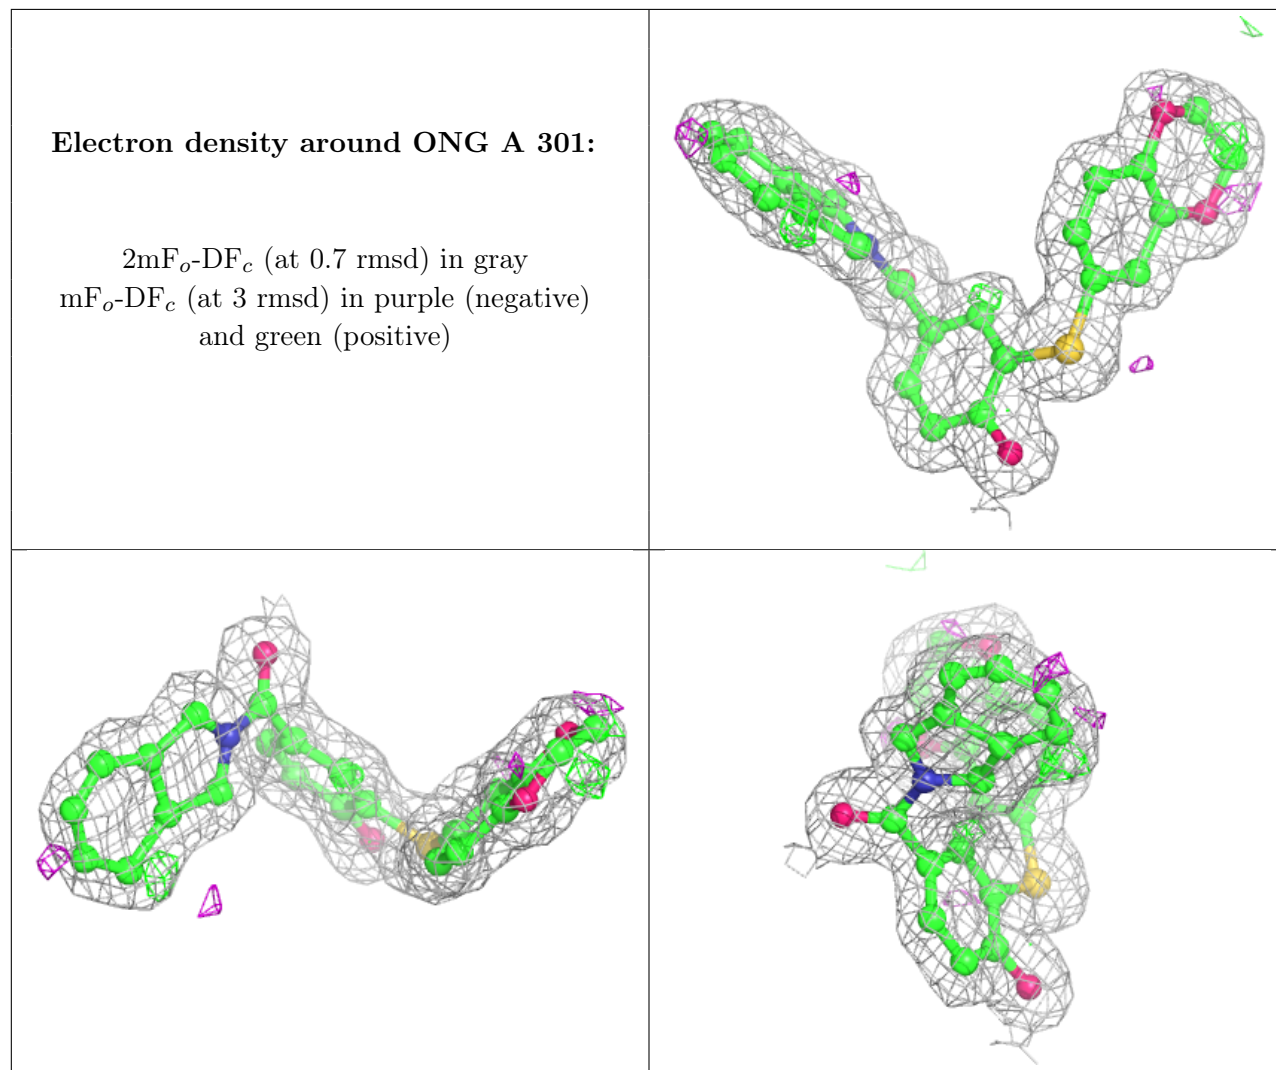 Electron density around ONG A 301:
2mFo-DFc (at 0.7 rmsd) in gray
mFo-DFc (at 3 rmsd) in purple (negative)
and green (positive)